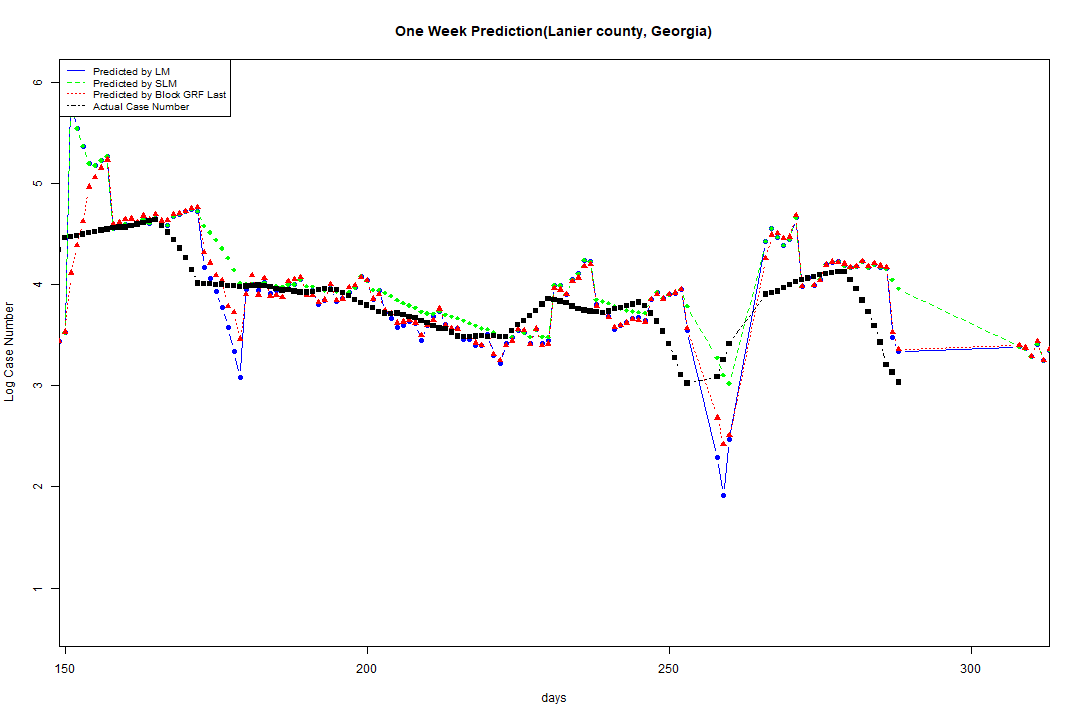 One Week Prediction(Lanier county, Georgia)
Predicted by LM
Predicted by SLM
Predicted by Block GRF Last
Actual Case Number
6
5
4
3
2
1
Log Case Number
150 200 250 300
days